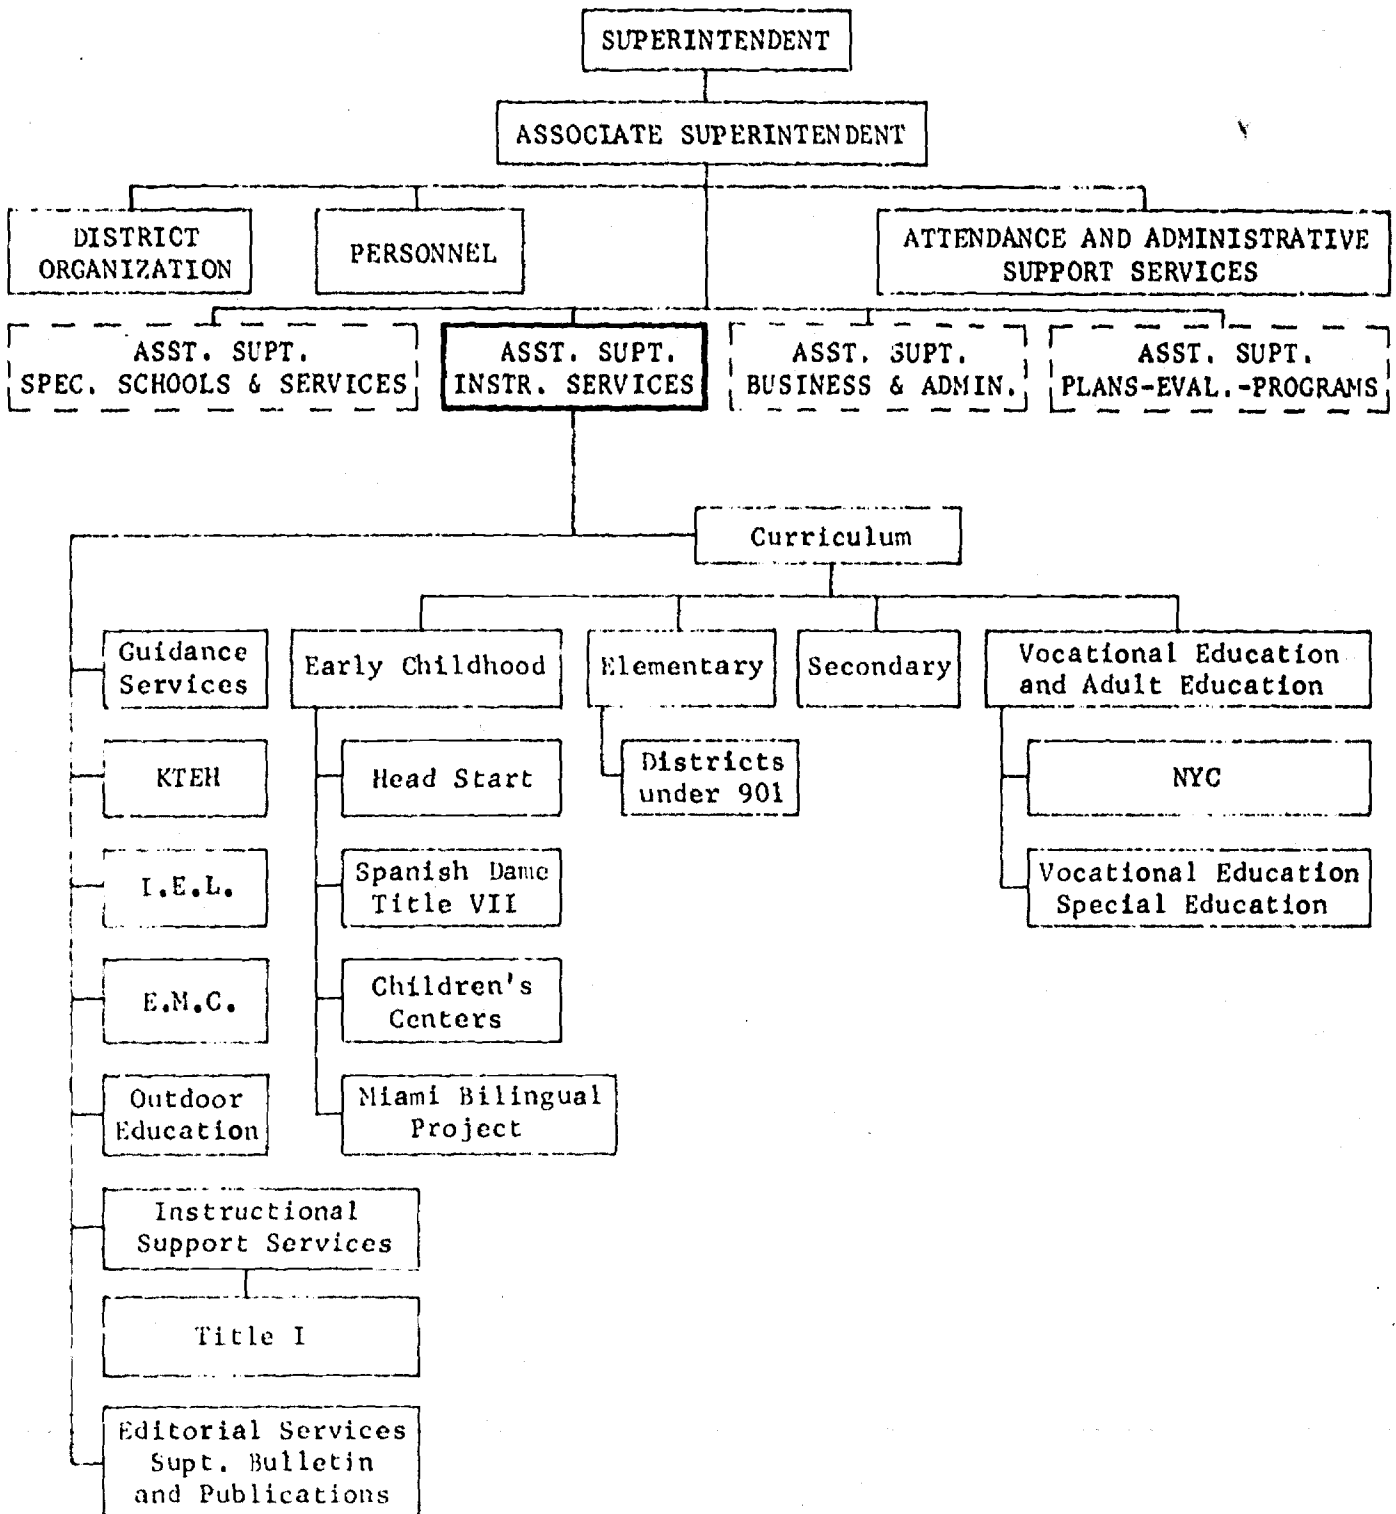 SUPERINTENDENT
ASSOCIATE SUPERINTENDENT
DISTRICT
ORGANIZATION
PERSONNEL
ATTENDANCE AND ADMINISTRATIVE
SUPPORT SERVICES
ASST. SUPT.
SPEC. SCHOOLS & SERVICES
ASST. SUPT.
INSTR. SERVICES
ASST. SUPT.
BUSINESS & ADMIN.
ASST. SUPT.
PLANS-EVAL.-PROGRAMS
Curriculum
Guidance
Services
Early Childhood
Elementary
Secondary
Vocational Education
and Adult Education
KTEH
Head Start
Districts
under 901
NYC
I.E.L.
Spanish Dame
Title VII
Vocational Education
Special Education
E.M.C.
Children's
Centers
Outdoor
Education
Miami Bilingual
Project
Instructional
Support Services
Title I
Editorial Services
Supt. Bulletin
and Publications